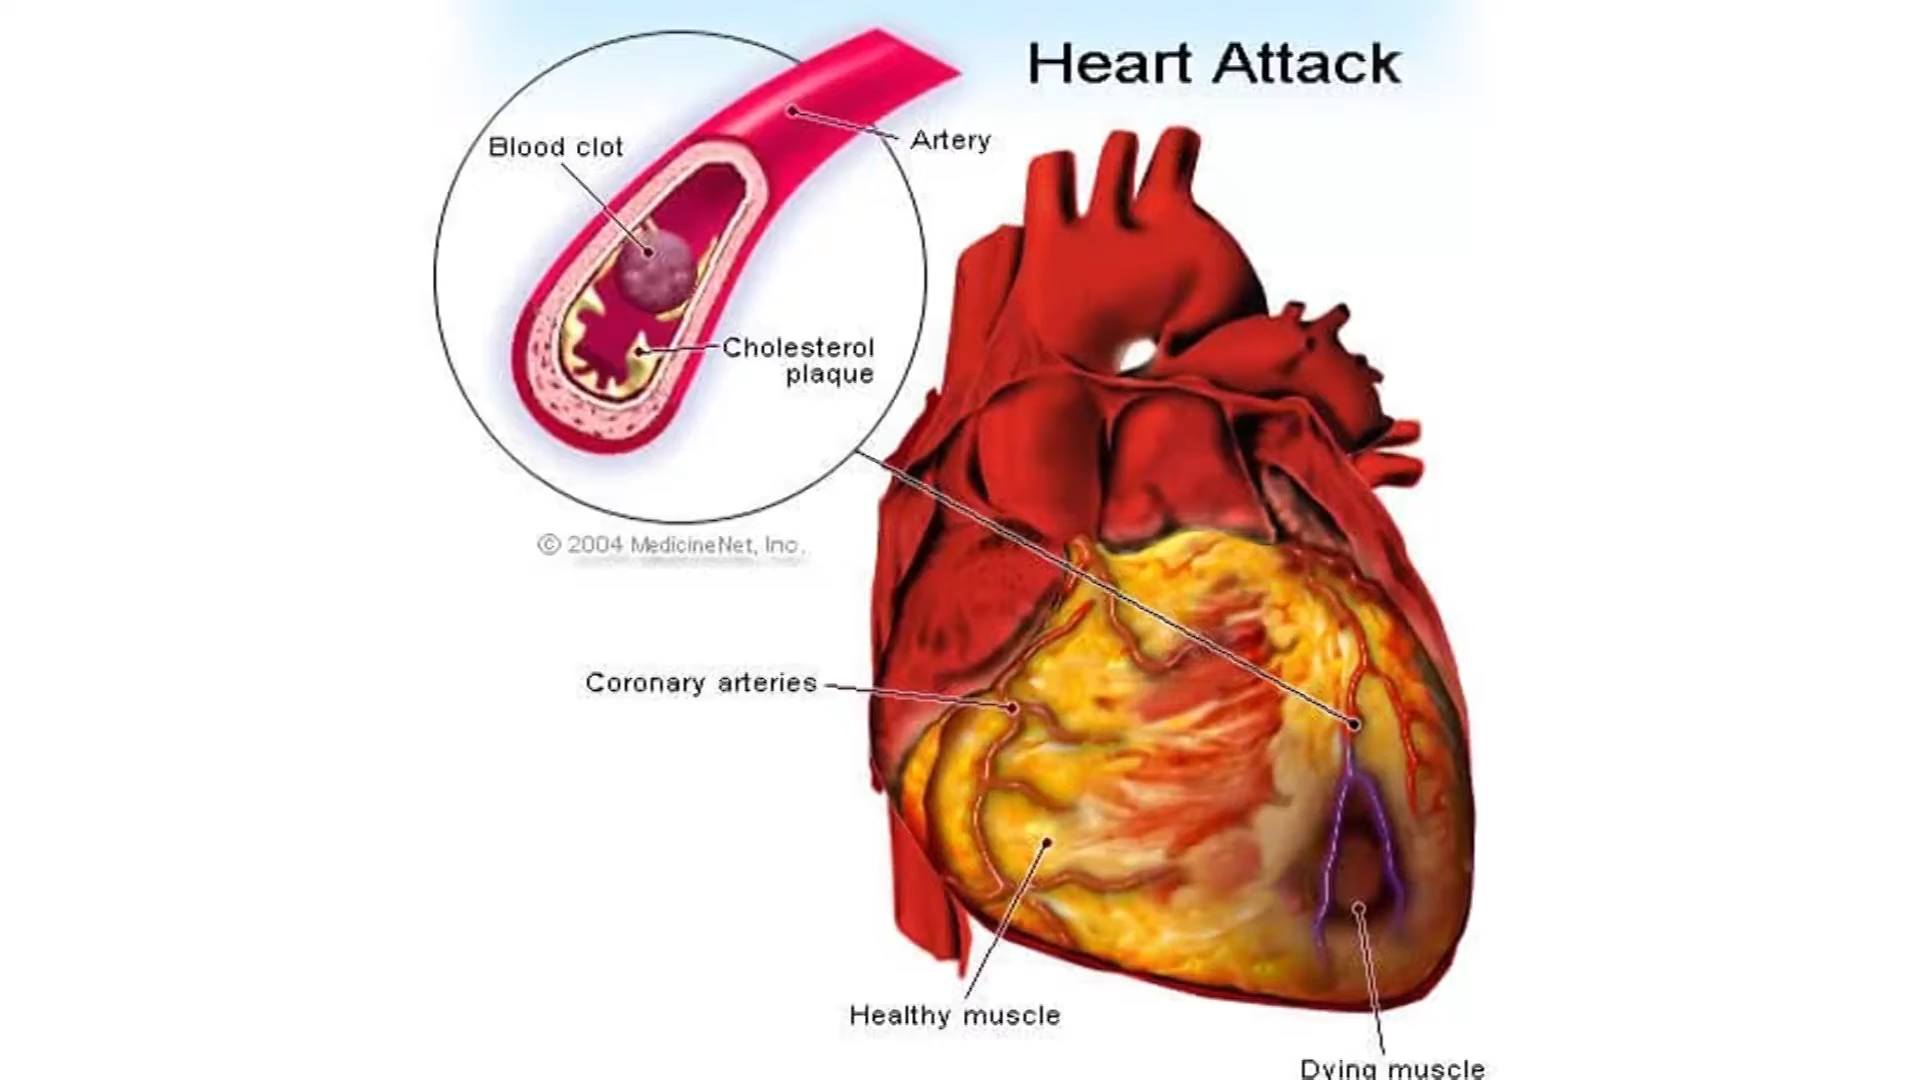 Heart Attack
Blood clot
Artery
Cholesterol
plaque
© 2004 MedicineNet, Inc.
Coronary arteries
Healthy muscle
Dying muscle